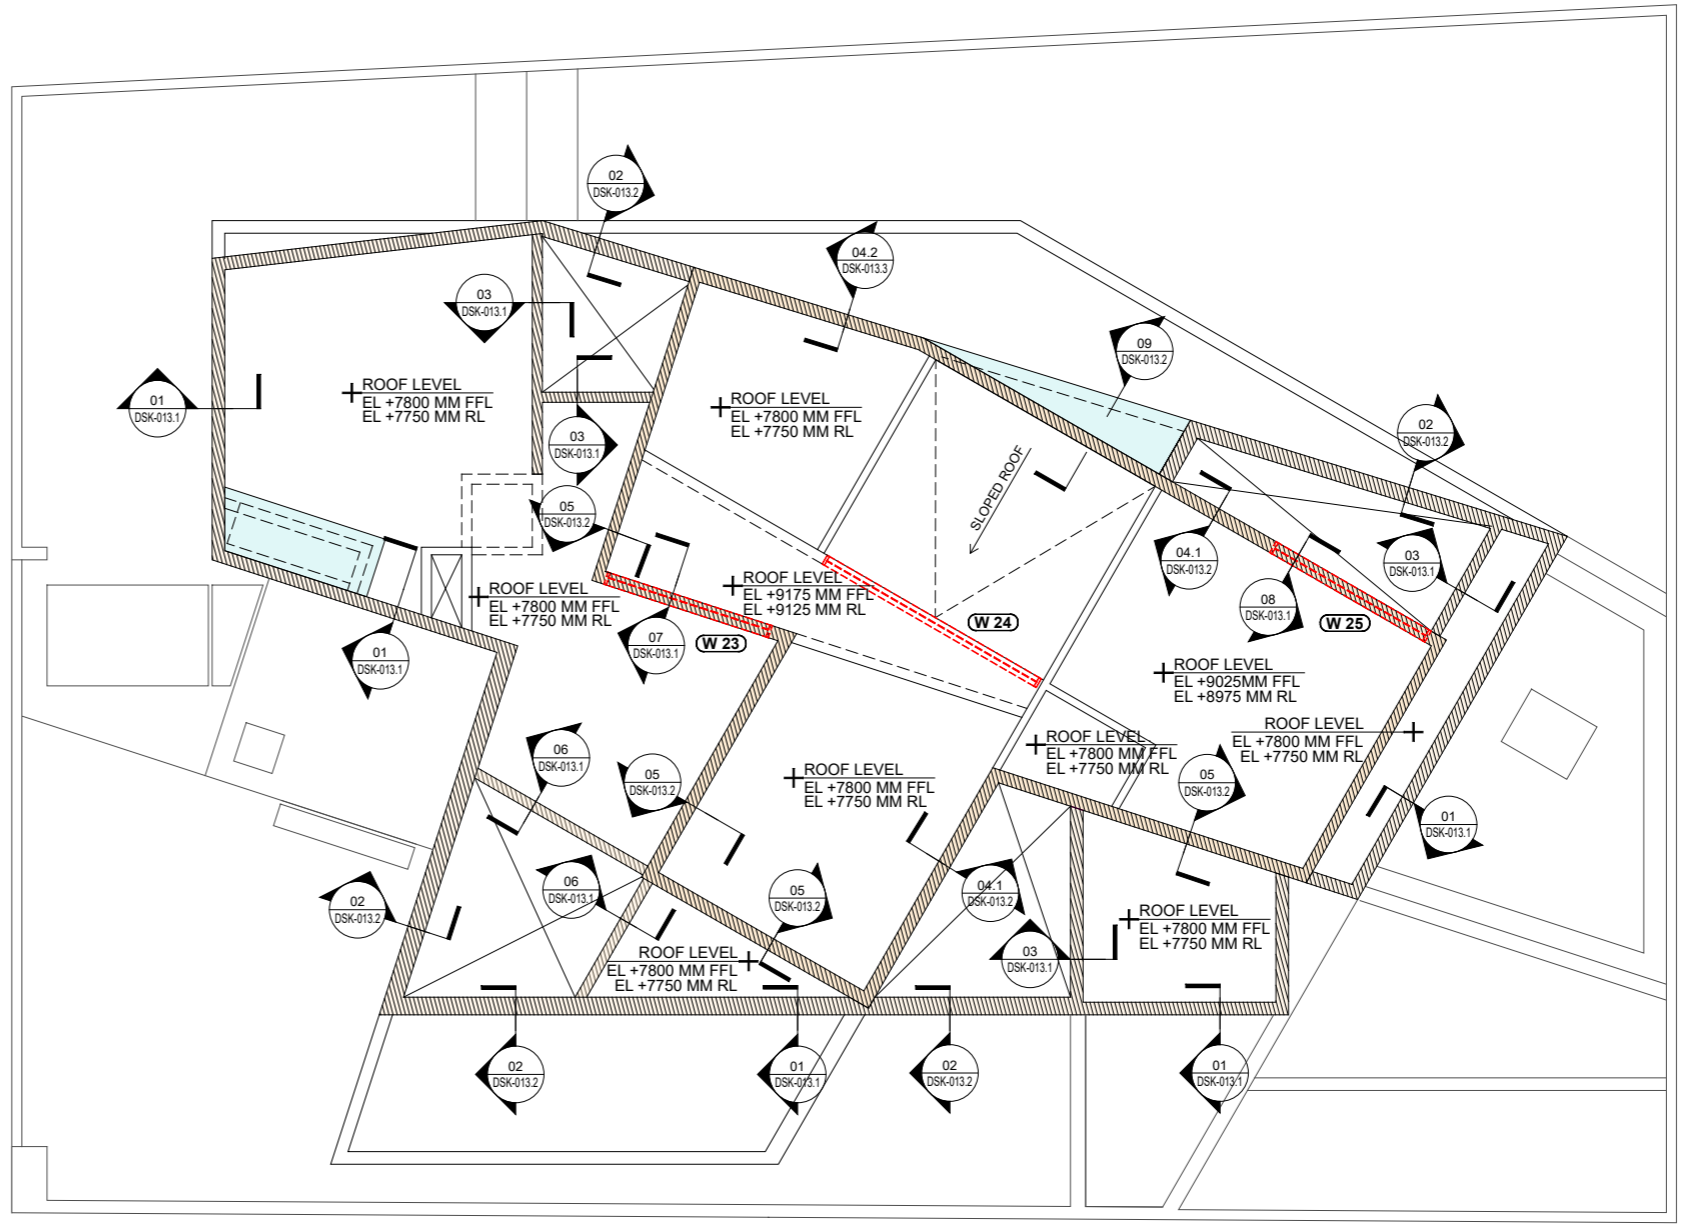 02
DSK-013.2
04.2
DSK-013.3
03
DSK-013.1
09
DSK-013.2
01
DSK-013.1
ROOF LEVEL
EL +7800 MM FFL
EL +7750 MM RL
ROOF LEVEL
EL +7800 MM FFL
EL +7750 MM RL
02
DSK-013.2
03
DSK-013.1
SLOPED ROOF
05
DSK-013.2
04.1
DSK-013.2
03
DSK-013.1
ROOF LEVEL
EL +7800 MM FFL
EL +7750 MM RL
ROOF LEVEL
EL +9175 MM FFL
EL +9125 MM RL
08
DSK-013.1
W 24
W 25
07
DSK-013.1
W 23
01
DSK-013.1
ROOF LEVEL
EL +9025MM FFL
EL +8975 MM RL
ROOF LEVEL
EL +7800 MM FFL
EL +7750 MM RL
ROOF LEVEL
EL +7800 MM FFL
EL +7750 MM RL
06
DSK-013.1
05
DSK-013.2
ROOF LEVEL
EL +7800 MM FFL
EL +7750 MM RL
05
DSK-013.2
01
DSK-013.1
06
DSK-013.1
05
DSK-013.2
04.1
DSK-013.2
02
DSK-013.2
ROOF LEVEL
EL +7800 MM FFL
EL +7750 MM RL
03
DSK-013.1
ROOF LEVEL
EL +7800 MM FFL
EL +7750 MM RL
02
DSK-013.2
01
DSK-013.1
02
DSK-013.2
01
DSK-013.1